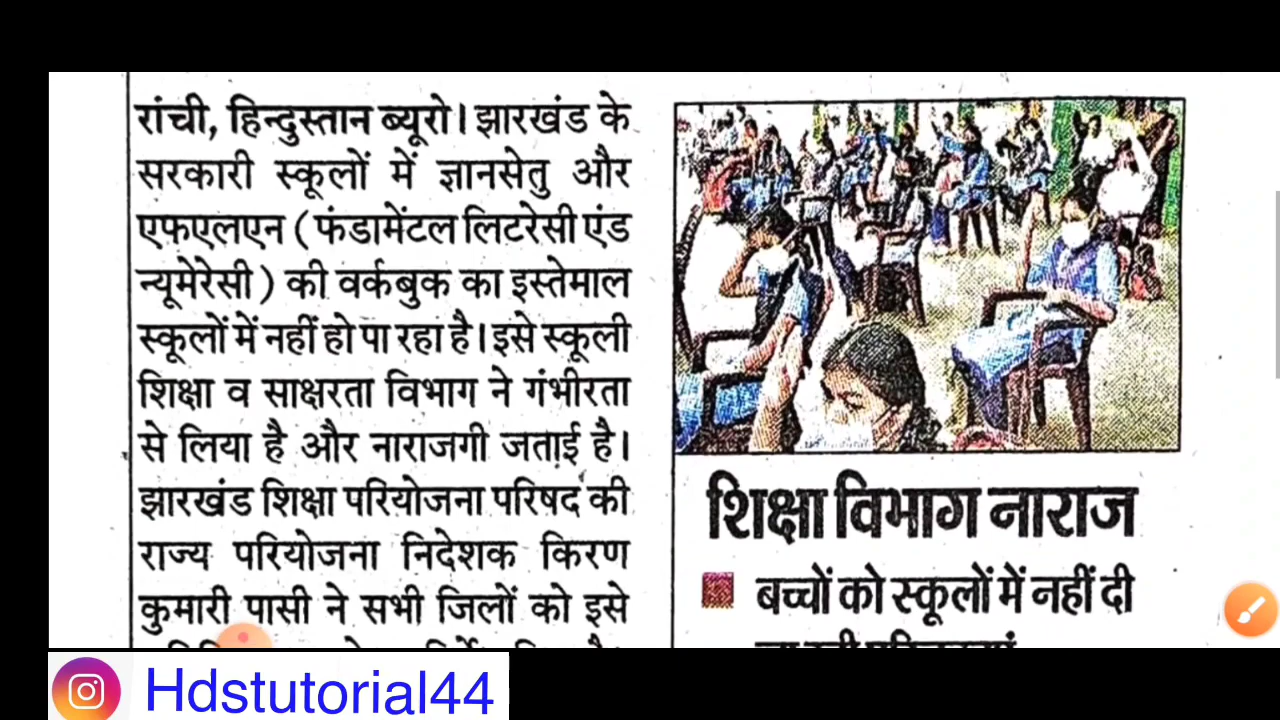 रांची, हिन्दुस्तान ब्यूरो। झारखंड के
सरकारी स्कूलों में ज्ञानसेतु और
एफएलएन (फंडामेंटल लिटरेसी एंड
न्यूमेरेसी) की वर्कबुक का इस्तेमाल
स्कूलों में नहीं हो पा रहा है। इसे स्कूली
शिक्षा व साक्षरता विभाग ने गंभीरता
से लिया है और नाराजगी जताई है।
झारखंड शिक्षा परियोजना परिषद की
राज्य परियोजना निदेशक किरण
कुमारी पासी ने सभी जिलों को इसे
शिक्षा विभाग नाराज
बच्चों को स्कूलों में नहीं दी
Hdstutorial44